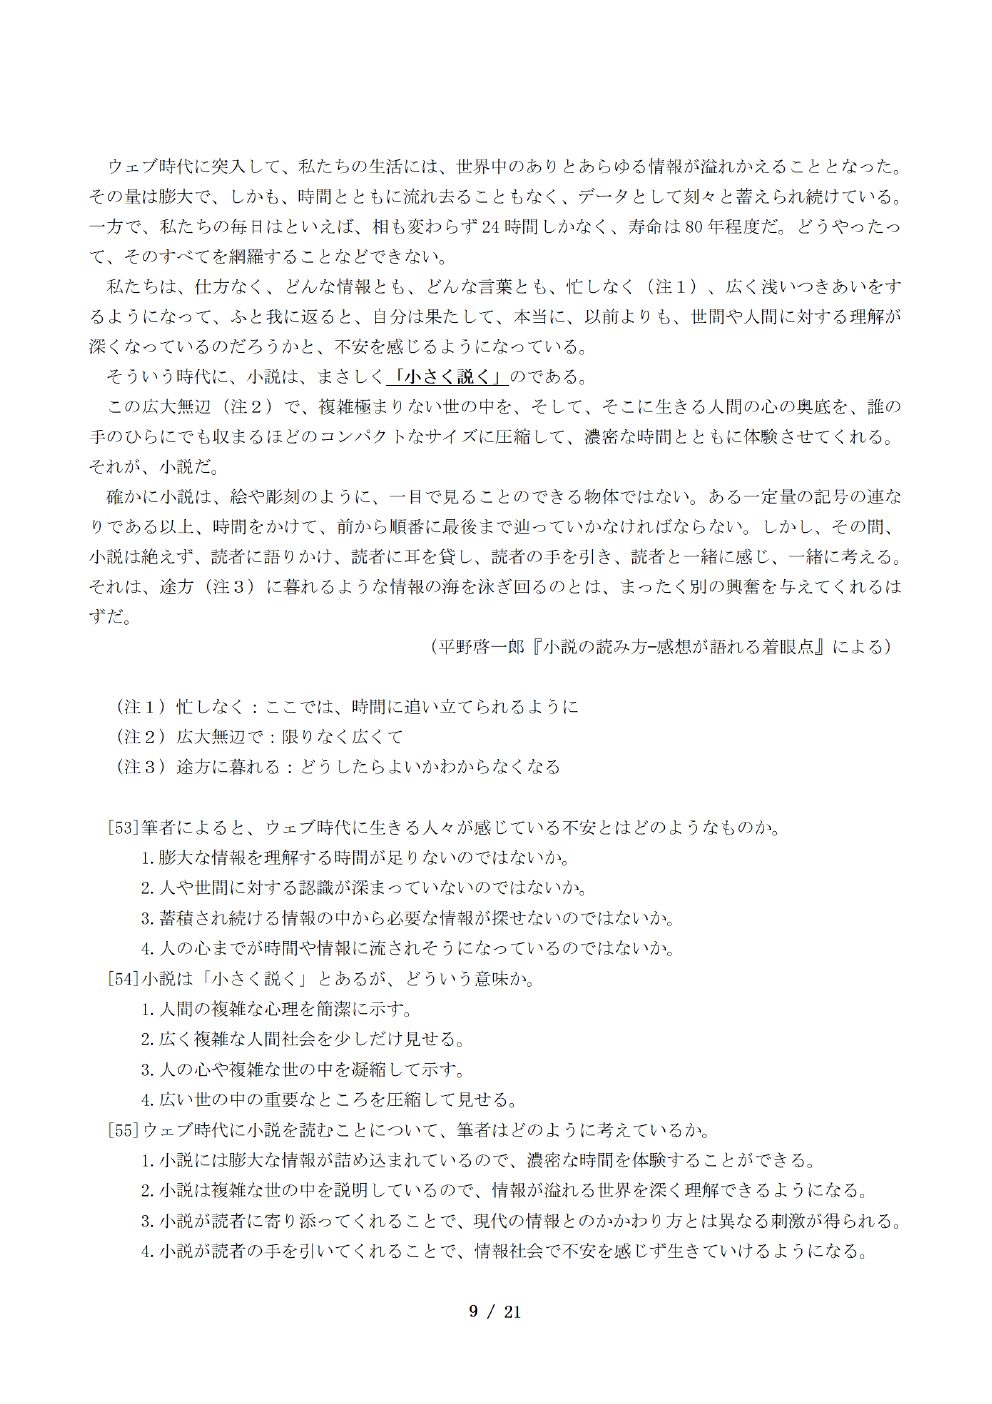 ウェブ時代に突入して、私たちの生活には、世界中のありとあらゆる情報が溢れかえることとなった。
その量は膨大で、しかも、時間とともに流れ去ることもなく、データとして刻々と蓄えられ続けている。
一方で、私たちの毎日はといえば、相も変わらず 24 時間しかなく、寿命は 80 年程度だ。どうやったっ
て、そのすべてを網羅することなどできない。
私たちは、仕方なく、どんな情報とも、どんな言葉とも、忙しなく（注１）、広く浅いつきあいをす
るようになって、ふと我に返ると、自分は果たして、本当に、以前よりも、世間や人間に対する理解が
深くなっているのだろうかと、不安を感じるようになっている。
そういう時代に、小説は、まさしく「小さく説く」のである。
この広大無辺（注２）で、複雑極まりない世の中を、そして、そこに生きる人間の心の奥底を、誰の
手のひらにでも収まるほどのコンパクトなサイズに圧縮して、濃密な時間とともに体験させてくれる。
それが、小説だ。
確かに小説は、絵や彫刻のように、一目で見ることのできる物体ではない。ある一定量の記号の連な
りである以上、時間をかけて、前から順番に最後まで辿っていかなければならない。しかし、その間、
小説は絶えず、読者に語りかけ、読者に耳を貸し、読者の手を引き、読者と一緒に感じ、一緒に考える。
それは、途方（注３）に暮れるような情報の海を泳ぎ回るのとは、まったく別の興奮を与えてくれるは
ずだ。
（平野啓一郎『小説の読み方−感想が語れる着眼点』による）
（注１）忙しなく：ここでは、時間に追い立てられるように
（注２）広大無辺で：限りなく広くて
（注３）途方に暮れる：どうしたらよいかわからなくなる
[53]筆者によると、ウェブ時代に生きる人々が感じている不安とはどのようなものか。
1.膨大な情報を理解する時間が足りないのではないか。
2.人や世間に対する認識が深まっていないのではないか。
3.蓄積され続ける情報の中から必要な情報が探せないのではないか。
4.人の心までが時間や情報に流されそうになっているのではないか。
[54]小説は「小さく説く」とあるが、どういう意味か。
1.人間の複雑な心理を簡潔に示す。
2.広く複雑な人間社会を少しだけ見せる。
3.人の心や複雑な世の中を凝縮して示す。
4.広い世の中の重要なところを圧縮して見せる。
[55]ウェブ時代に小説を読むことについて、筆者はどのように考えているか。
1.小説には膨大な情報が詰め込まれているので、濃密な時間を体験することができる。
2.小説は複雑な世の中を説明しているので、情報が溢れる世界を深く理解できるようになる。
3.小説が読者に寄り添ってくれることで、現代の情報とのかかわり方とは異なる刺激が得られる。
4.小説が読者の手を引いてくれることで、情報社会で不安を感じず生きていけるようになる。
9 / 21